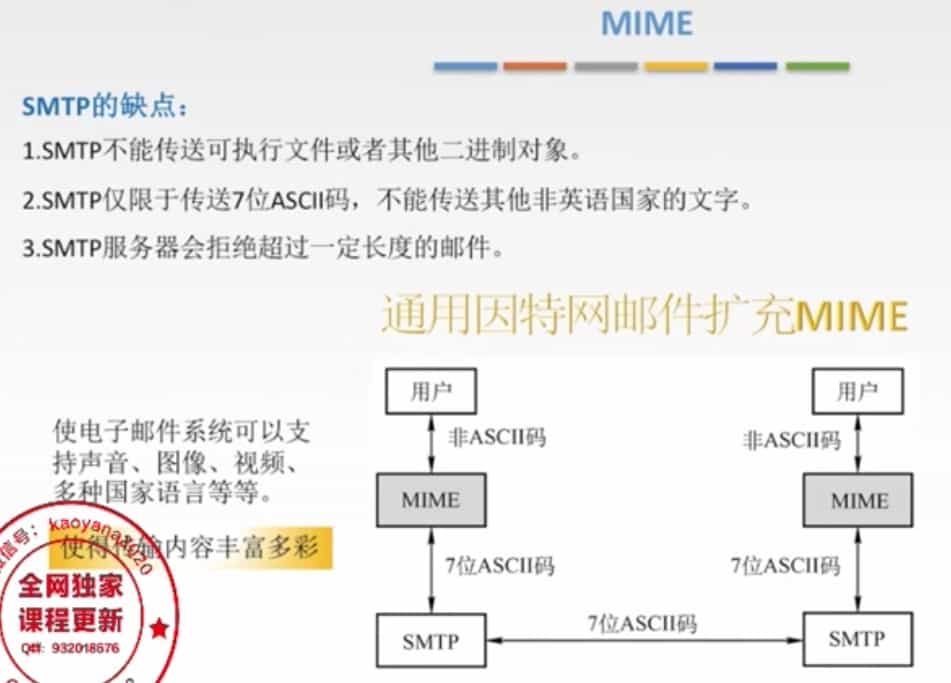 MIME
SMTP的缺点：
1.SMTP不能传送可执行文件或者其他二进制对象。
2.SMTP仅限于传送7位ASCII码，不能传送其他非英语国家的文字。
3.SMTP服务器会拒绝超过一定长度的邮件。
通用因特网邮件扩充MIME
用户
用户
非ASCII码
非ASCII码
使电子邮件系统可以支
持声音、图像、视频、
多种国家语言等等。
MIME
MIME
使得传输内容丰富多彩
7位ASCII码
7位ASCII码
信号：
全网独家
课程更新
Q群: 932018676
SMTP
7位ASCII码
SMTP